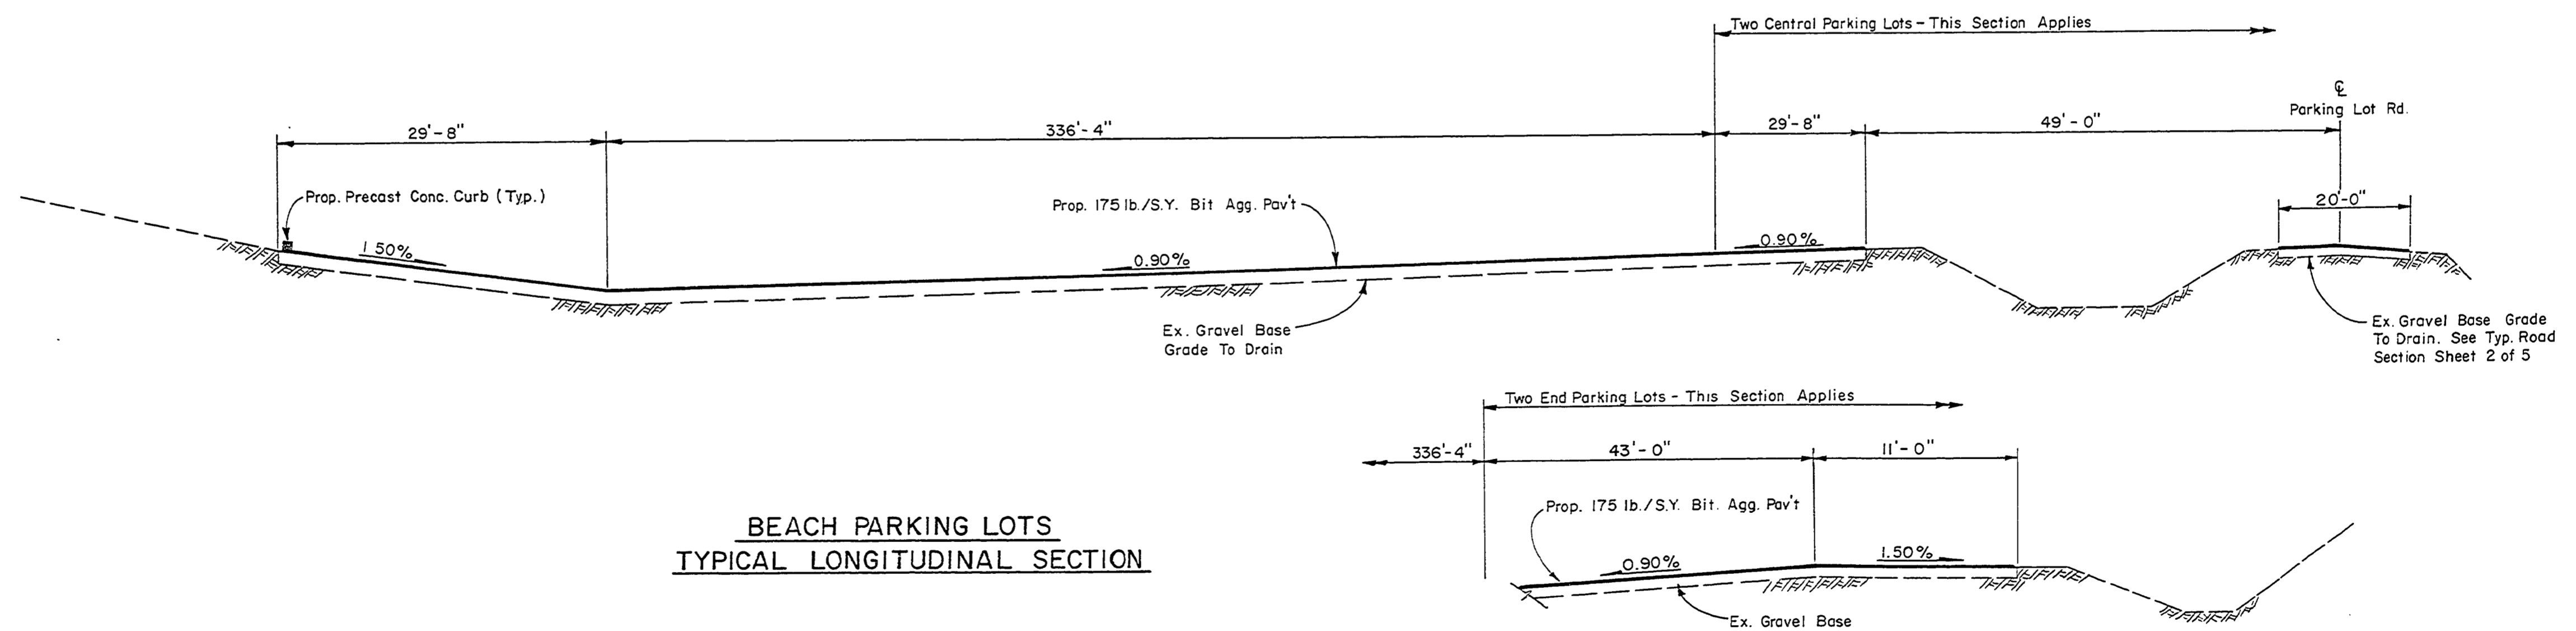 Two Central Parking Lots - This Section Applies
℄
Parking Lot Rd.
29'-8"
336'-4"
29'-8"
49'-0"
20'-0"
Prop. Precast Conc. Curb (Typ.)
Prop. 175 lb./S.Y. Bit Agg. Pav't
1.50%
0.90%
0.90%
Ex. Gravel Base
Grade To Drain
Ex. Gravel Base Grade
To Drain. See Typ. Road
Section Sheet 2 of 5
Two End Parking Lots - This Section Applies
336'-4"
43'-0"
11'-0"
Prop. 175 lb./S.Y. Bit. Agg. Pav't
0.90%
1.50%
Ex. Gravel Base
BEACH PARKING LOTS
TYPICAL LONGITUDINAL SECTION